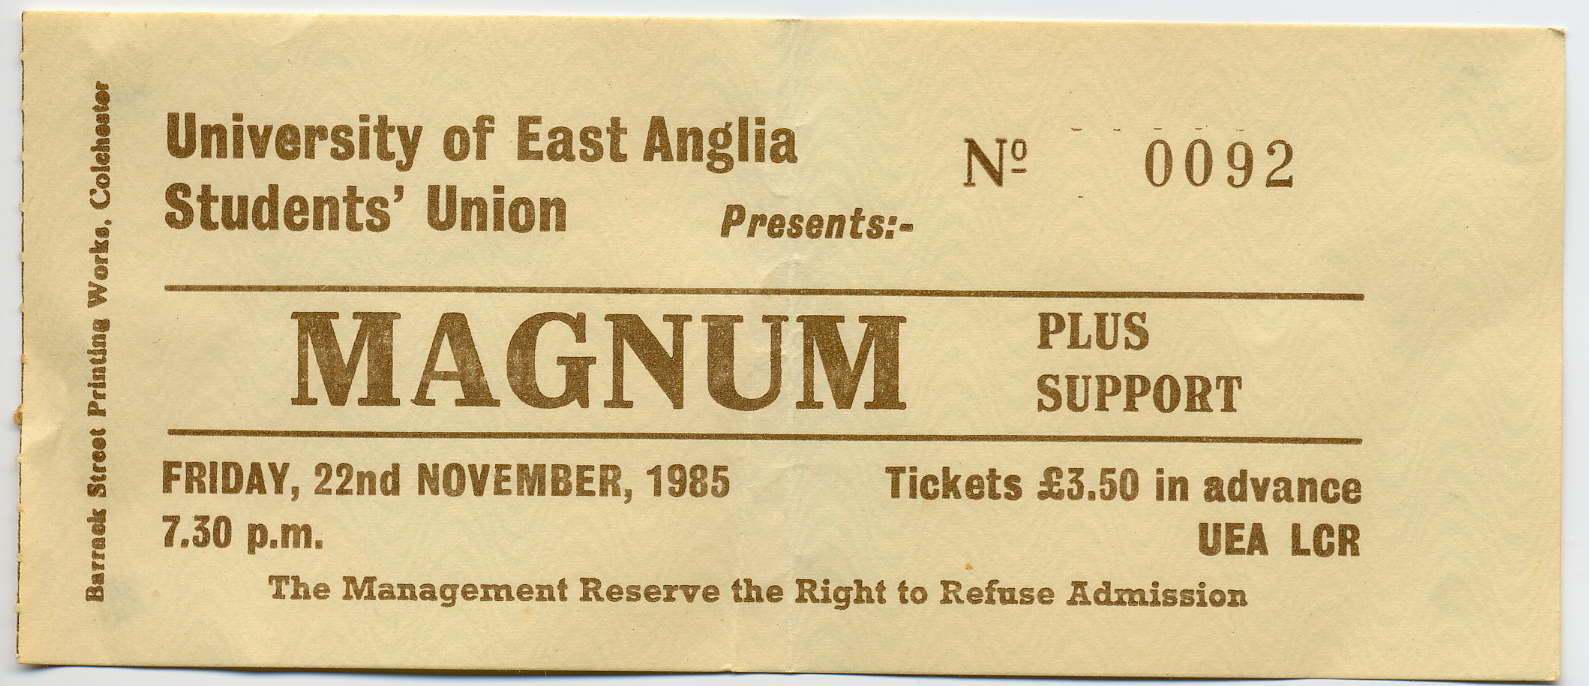 University of East Anglia
Students' Union
Presents:-
Nº 0092
MAGNUM
PLUS
SUPPORT
FRIDAY, 22nd NOVEMBER, 1985
7.30 p.m.
Tickets £3.50 in advance
UEA LCR
The Management Reserve the Right to Refuse Admission
Barrack Street Printing Works, Colchester